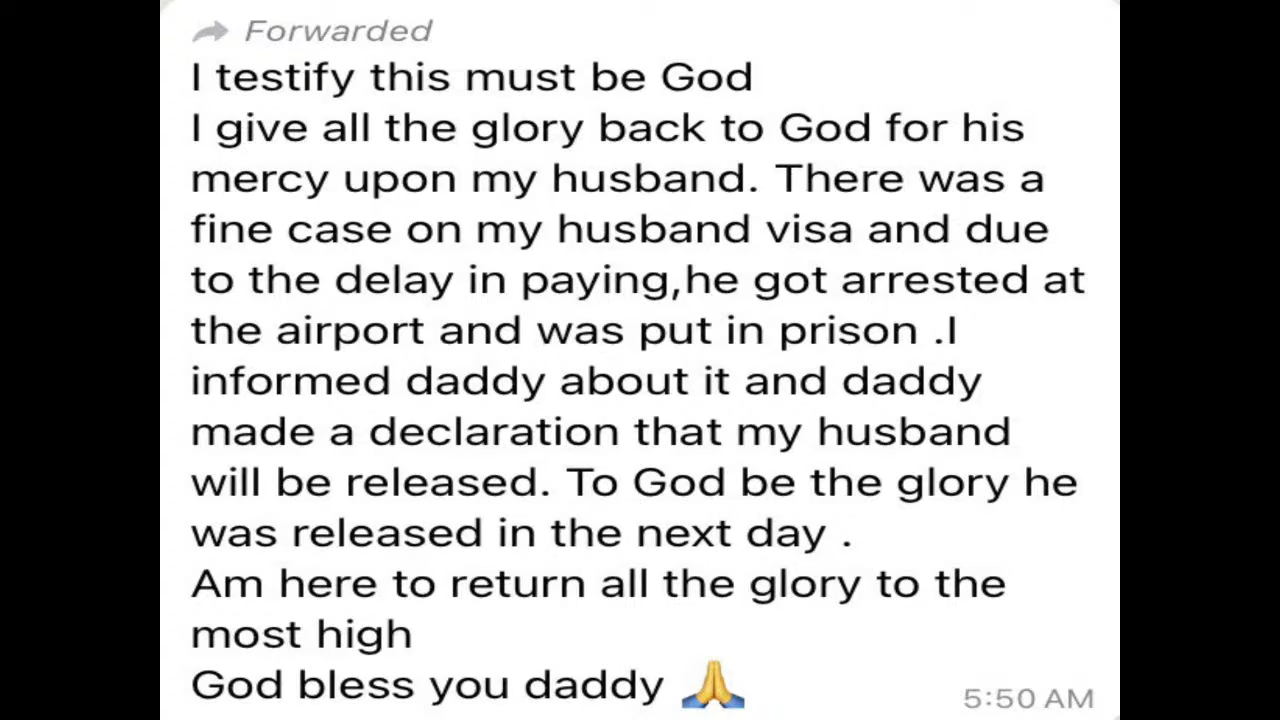 Forwarded
I testify this must be God
I give all the glory back to God for his
mercy upon my husband. There was a
fine case on my husband visa and due
to the delay in paying,he got arrested at
the airport and was put in prison .I
informed daddy about it and daddy
made a declaration that my husband
will be released. To God be the glory he
was released in the next day .
Am here to return all the glory to the
most high
God bless you daddy 🙏
5:50 AM